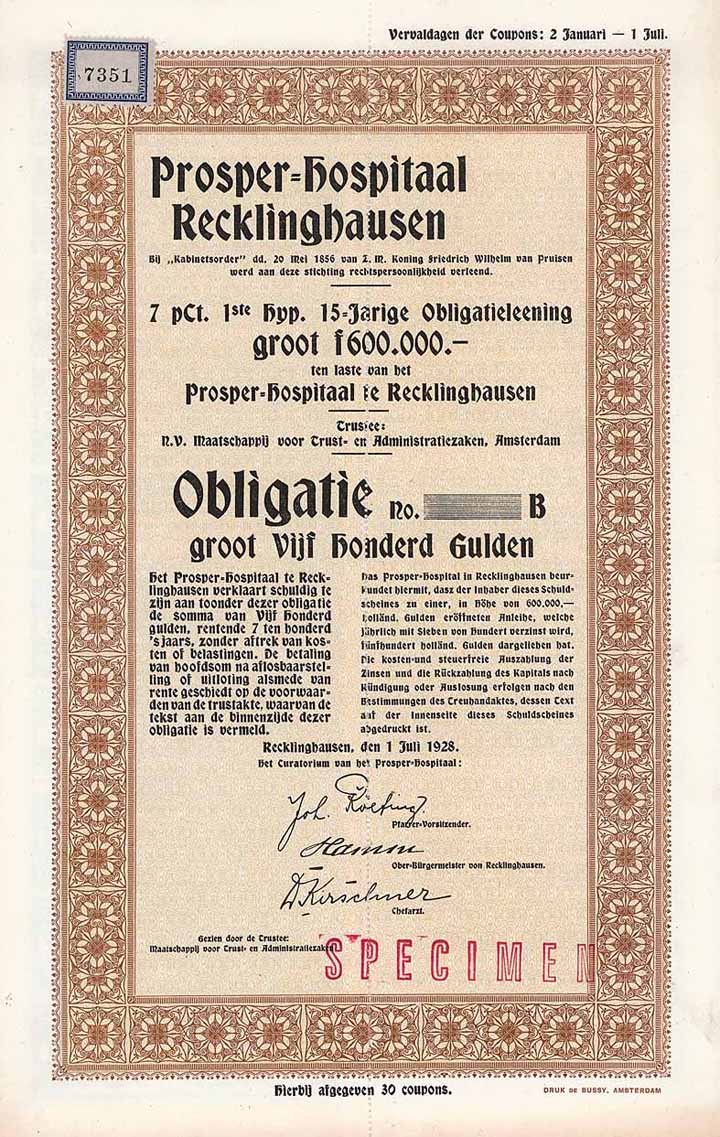 Vervaldagen der Coupons: 2 Januari — 1 Juli.
7351
Prosper-Hospitaal
Recklinghausen
Bij „Kabinetsorder" dd. 20 Mei 1856 van Z. M. Koning Friedrich Wilhelm van Pruisen
werd aan deze stichting rechtspersoonlijkheid verleend.
7 pCt. 1ste Hyp. 15-Jarige Obligatieleening
groot f 600.000.-
ten laste van het
Prosper-Hospitaal te Recklinghausen
Trustee:
N.V. Maatschappij voor Trust- en Administratiezaken, Amsterdam
Obligatie No. B
groot Vijf Honderd Gulden
Het Prosper-Hospitaal te Reck-
linghausen verklaart schuldig te
zijn aan toonder dezer obligatie
de somma van Vijf Honderd
gulden, rentende 7 ten honderd
'sjaars, zonder aftrek van kos-
ten of belastingen. De betaling
van hoofdsom na aflosbaarstel-
ling of uitloting alsmede van
rente geschiedt op de voorwaar-
den van de trustakte, waarvan de
tekst aan de binnenzijde dezer
obligatie is vermeld.
Das Prosper-Hospital in Recklinghausen beur-
kundet hiermit, dasz der Inhaber dieses Schuld-
scheines zu einer, in Höhe von 600.000,—
holländ. Gulden eröffneten Anleihe, welche
jährlich mit Sieben von Hundert verzinst wird,
fünfhundert holländ. Gulden dargeliehen hat.
Die kosten-und steuerfreie Auszahlung der
Zinsen und die Rückzahlung des Kapitals nach
Kündigung oder Auslosung erfolgen nach den
Bestimmungen des Treuhandaktes, dessen Text
auf der Innenseite dieses Schuldscheines
abgedruckt ist.
Recklinghausen, den 1 Juli 1928.
Het Curatorium van het Prosper-Hospitaal:
Joh.
Pfarrer-Vorsitzender.
Hamm
Ober-Bürgermeister von Recklinghausen.
D Kirschner
Chefarzt.
Gezien door de Trustee:
Maatschappij voor Trust- en Administratiezaken
SPECIMEN
Hierbij afgegeven 30 coupons.
DRUK DE BUSSY, AMSTERDAM